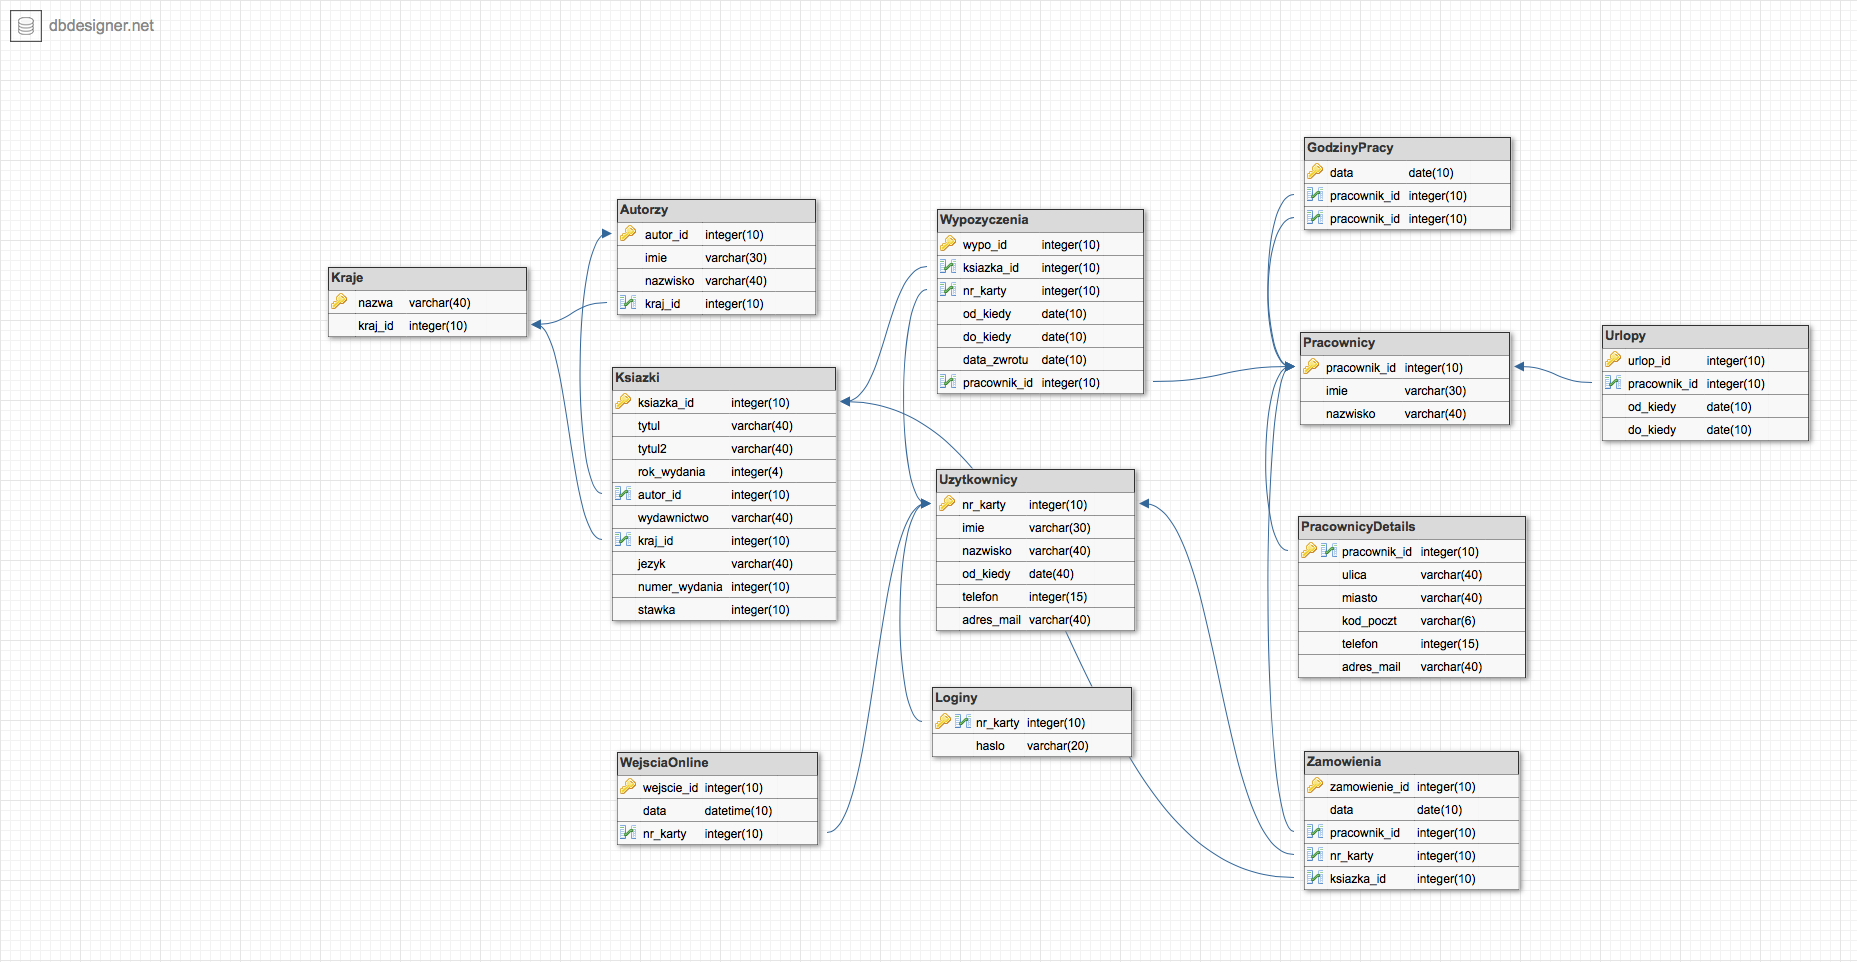 dbdesigner.net
Kraje
nazwa varchar(40)
kraj_id integer(10)
Autorzy
autor_id integer(10)
imie varchar(30)
nazwisko varchar(40)
kraj_id integer(10)
Ksiazki
ksiazka_id integer(10)
tytul varchar(40)
tytul2 varchar(40)
rok_wydania integer(4)
autor_id integer(10)
wydawnictwo varchar(40)
kraj_id integer(10)
jezyk varchar(40)
numer_wydania integer(10)
stawka integer(10)
WejsciaOnline
wejscie_id integer(10)
data datetime(10)
nr_karty integer(10)
Wypozyczenia
wypo_id integer(10)
ksiazka_id integer(10)
nr_karty integer(10)
od_kiedy date(10)
do_kiedy date(10)
data_zwrotu date(10)
pracownik_id integer(10)
Uzytkownicy
nr_karty integer(10)
imie varchar(30)
nazwisko varchar(40)
od_kiedy date(40)
telefon integer(15)
adres_mail varchar(40)
Loginy
nr_karty integer(10)
haslo varchar(20)
GodzinyPracy
data date(10)
pracownik_id integer(10)
pracownik_id integer(10)
Pracownicy
pracownik_id integer(10)
imie varchar(30)
nazwisko varchar(40)
PracownicyDetails
pracownik_id integer(10)
ulica varchar(40)
miasto varchar(40)
kod_poczt varchar(6)
telefon integer(15)
adres_mail varchar(40)
Zamowienia
zamowienie_id integer(10)
data date(10)
pracownik_id integer(10)
nr_karty integer(10)
ksiazka_id integer(10)
Urlopy
urlop_id integer(10)
pracownik_id integer(10)
od_kiedy date(10)
do_kiedy date(10)